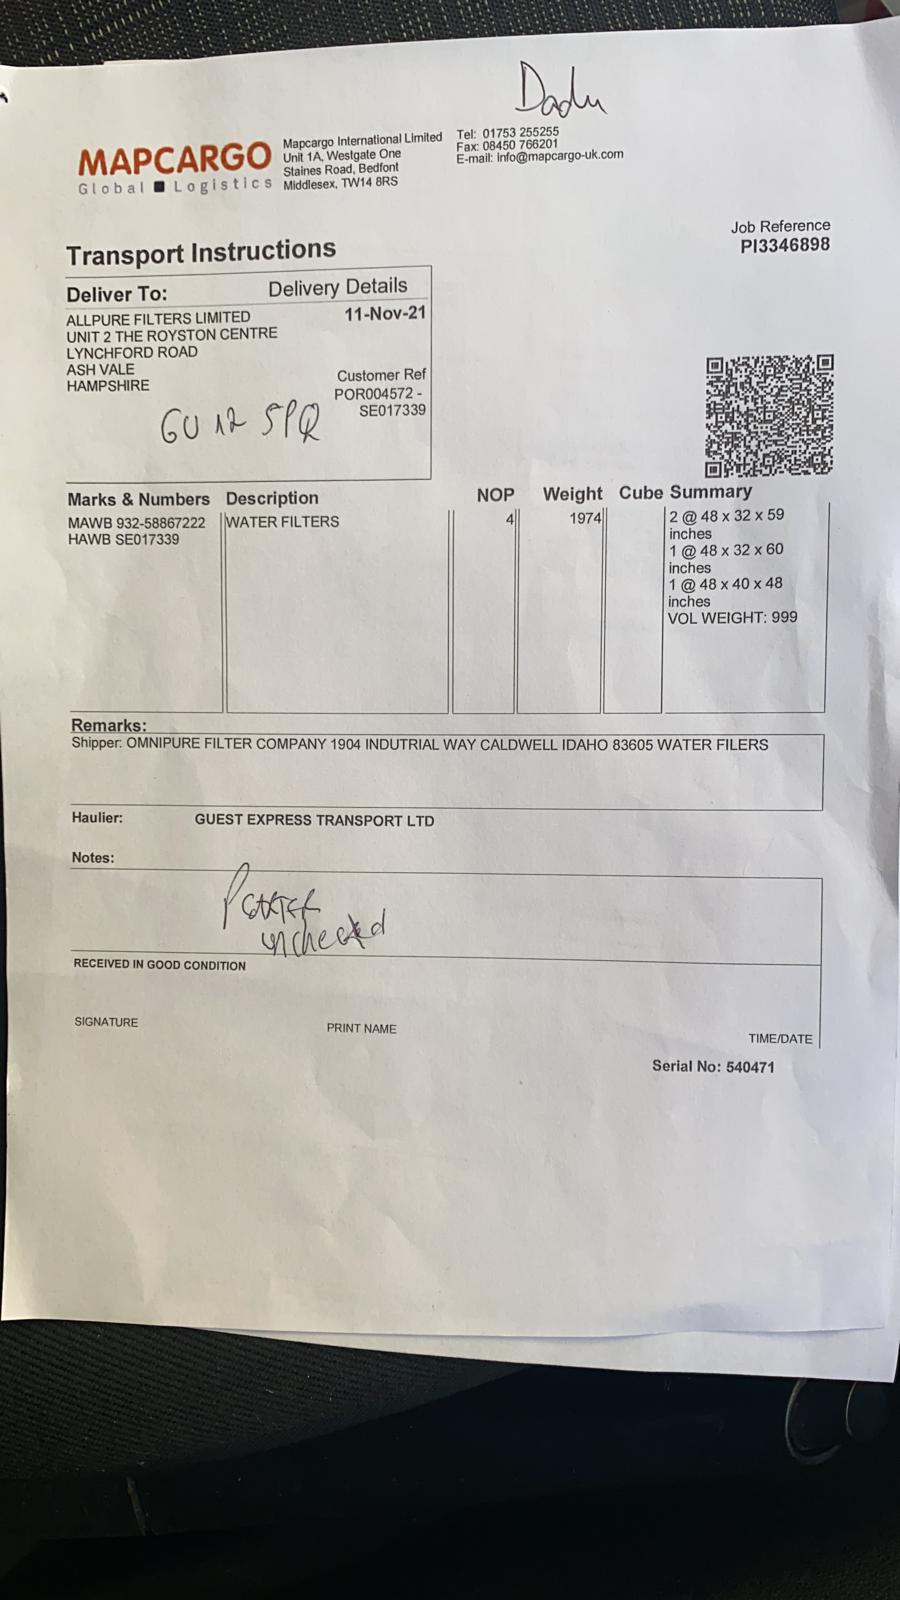 Dadu
MAPCARGO
Global Logistics
Mapcargo International Limited
Unit 1A, Westgate One
Staines Road, Bedfont
Middlesex, TW14 8RS
Tel: 01753 255255
Fax: 08450 766201
E-mail: info@mapcargo-uk.com
Job Reference
PI3346898
Transport Instructions
Deliver To: Delivery Details
ALLPURE FILTERS LIMITED 11-Nov-21
UNIT 2 THE ROYSTON CENTRE
LYNCHFORD ROAD
ASH VALE
HAMPSHIRE
Customer Ref
POR004572 -
SE017339
GU12 5PQ
Marks & Numbers Description NOP Weight Cube Summary
MAWB 932-58867222 WATER FILTERS 4 1974 2 @ 48 x 32 x 59
HAWB SE017339 inches
1 @ 48 x 32 x 60
inches
1 @ 48 x 40 x 48
inches
VOL WEIGHT: 999
Remarks:
Shipper: OMNIPURE FILTER COMPANY 1904 INDUTRIAL WAY CALDWELL IDAHO 83605 WATER FILERS
Haulier: GUEST EXPRESS TRANSPORT LTD
Notes:
unchecked
RECEIVED IN GOOD CONDITION
SIGNATURE PRINT NAME TIME/DATE
Serial No: 540471